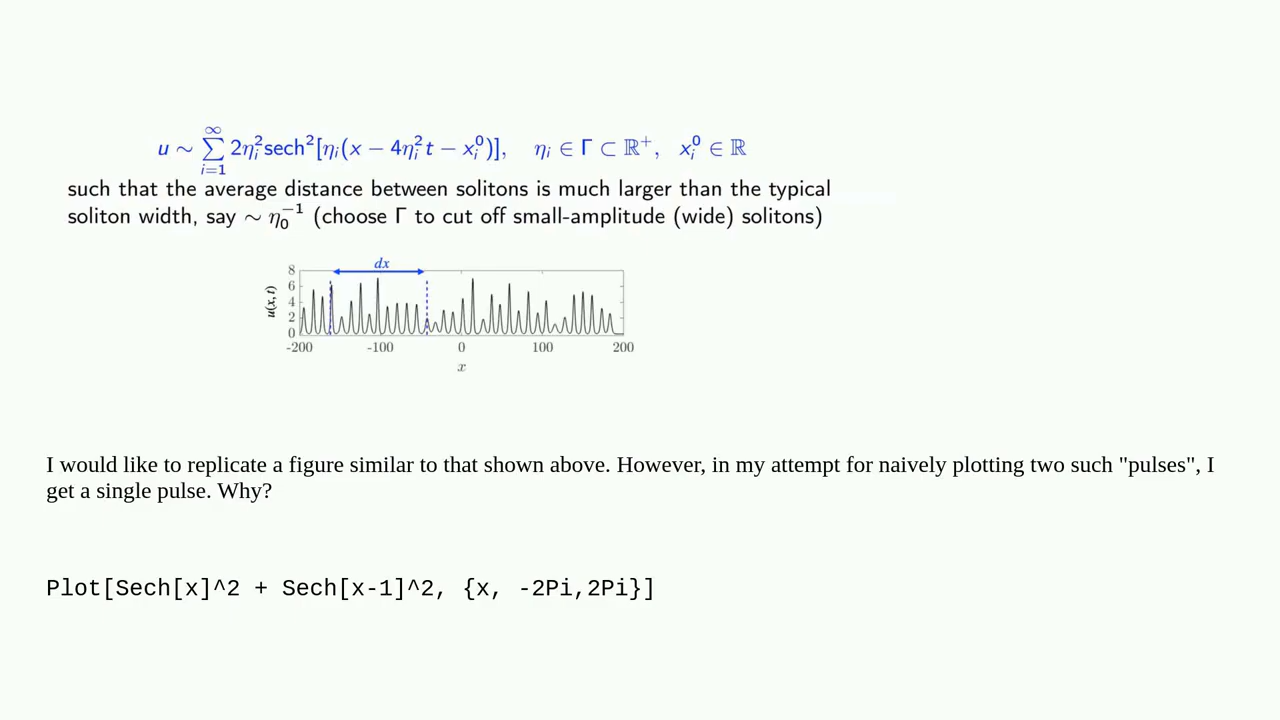 ∞
u ∼ ∑ 2η_i^2 sech^2[η_i(x − 4η_i^2 t − x_i^0)], η_i ∈ Γ ⊂ ℝ^+, x_i^0 ∈ ℝ
i=1
such that the average distance between solitons is much larger than the typical
soliton width, say ∼ η_0^{−1} (choose Γ to cut off small-amplitude (wide) solitons)
dx
8
6
4
2
0
u(x, t)
-200 -100 0 100 200
x
I would like to replicate a figure similar to that shown above. However, in my attempt for naively plotting two such "pulses", I
get a single pulse. Why?
Plot[Sech[x]^2 + Sech[x-1]^2, {x, -2Pi,2Pi}]